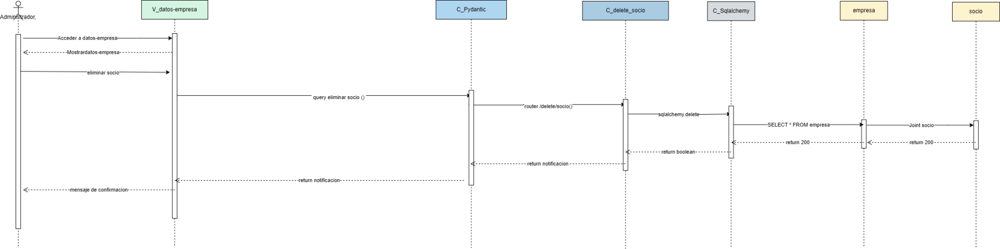 Administrador,
V_datos-empresa
C_Pydantic
C_delete_socio
C_Sqlalchemy
empresa
socio
Acceder a datos-empresa
Mostrardatos-empresa
eliminar socio
query eliminar socio ()
router /delete/socio()
sqlalchemy.delete
SELECT * FROM empresa
Joint socio
return 200
return 200
return boolean
return notificacion
return notificacion
mensaje de confirmacion